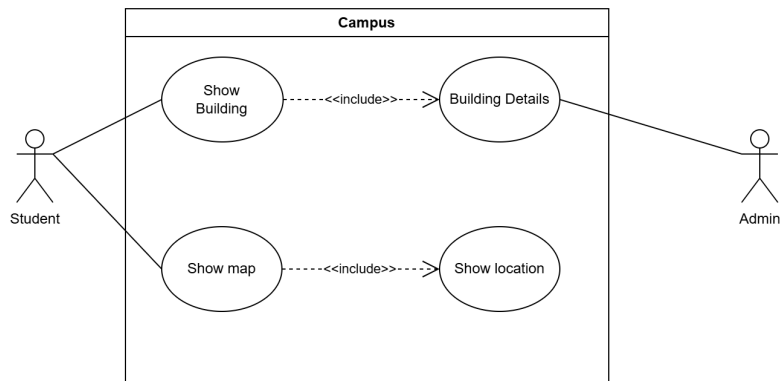 Campus
Show
Building
<<include>>
Building Details
Student
Admin
Show map
<<include>>
Show location